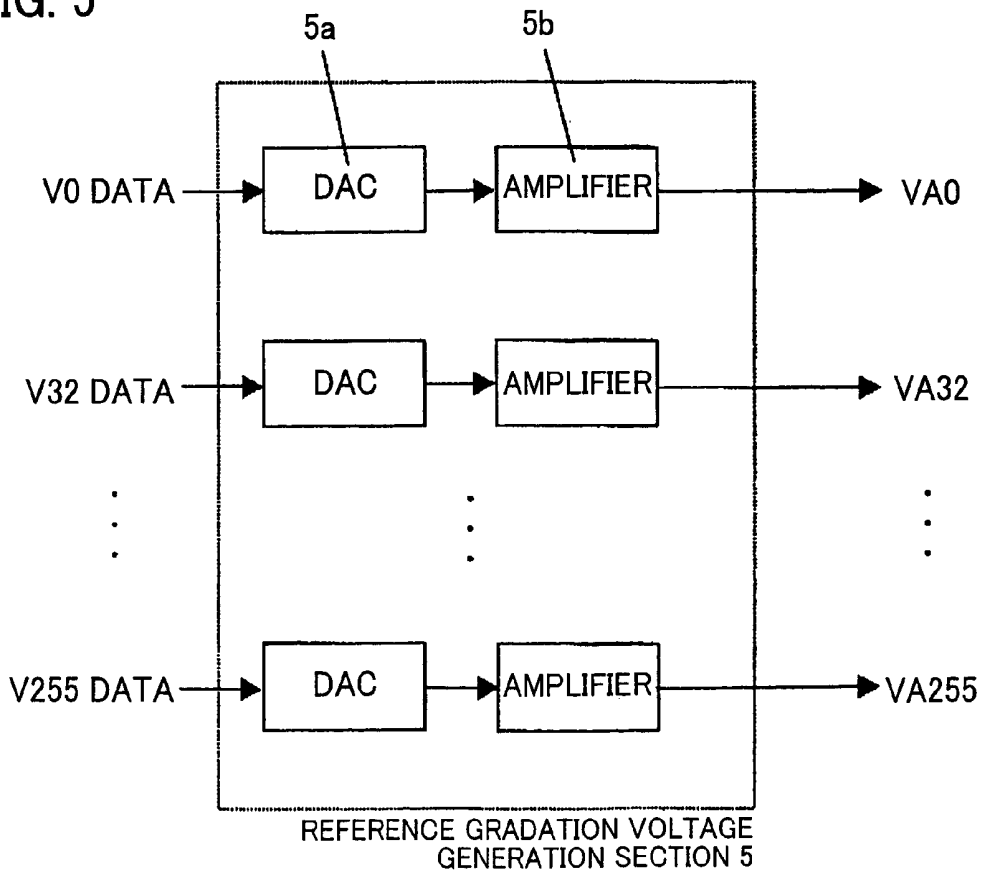 FIG. 5
5a 5b
V0 DATA DAC AMPLIFIER VA0
V32 DATA DAC AMPLIFIER VA32
V255 DATA DAC AMPLIFIER VA255
REFERENCE GRADATION VOLTAGE
GENERATION SECTION 5